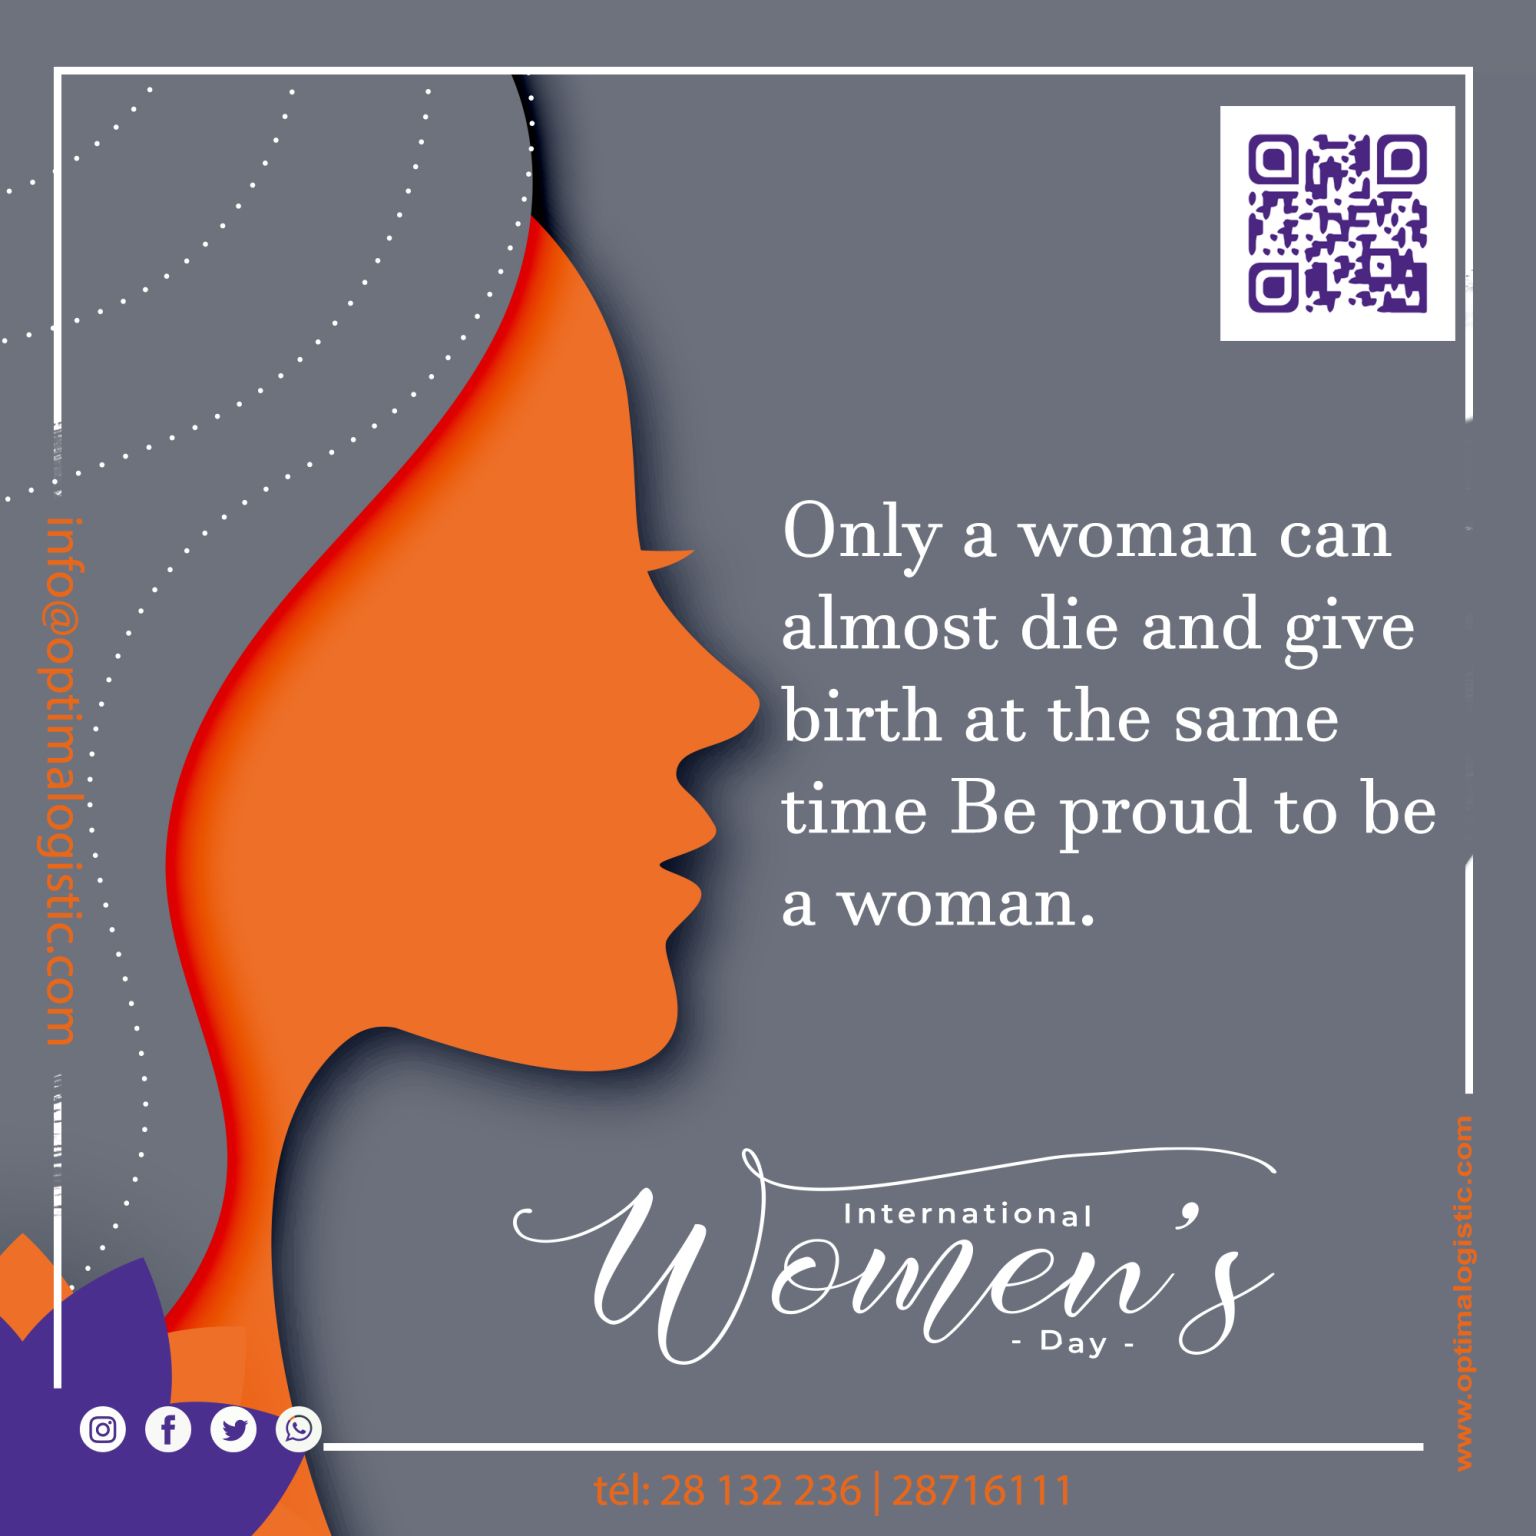 Only a woman can
almost die and give
birth at the same
time Be proud to be
a woman.
International
Women's
- Day -
info@optimalogistic.com
www.optimalogistic.com
tél: 28 132 236 | 28716111